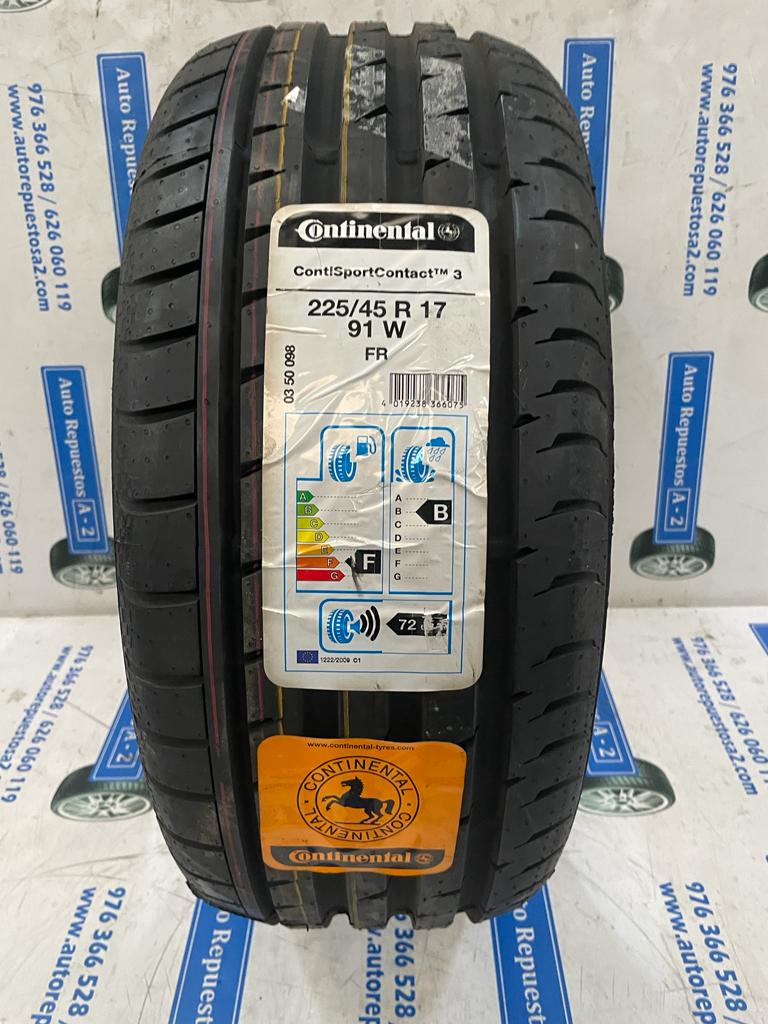 Continental
ContiSportContact™ 3
225/45 R 17
91 W
FR
03 50 098
4 019238 366075
A
B
C
D
E
F
G
F
A
B
C
D
E
F
G
B
72
1222/2009 C1
www.continental-tyres.com
CONTINENTAL
CONTINENTAL
Continental
Auto Repuestos A-2
976 366 528 / 626 060 119
www.autorepuestosa2.com